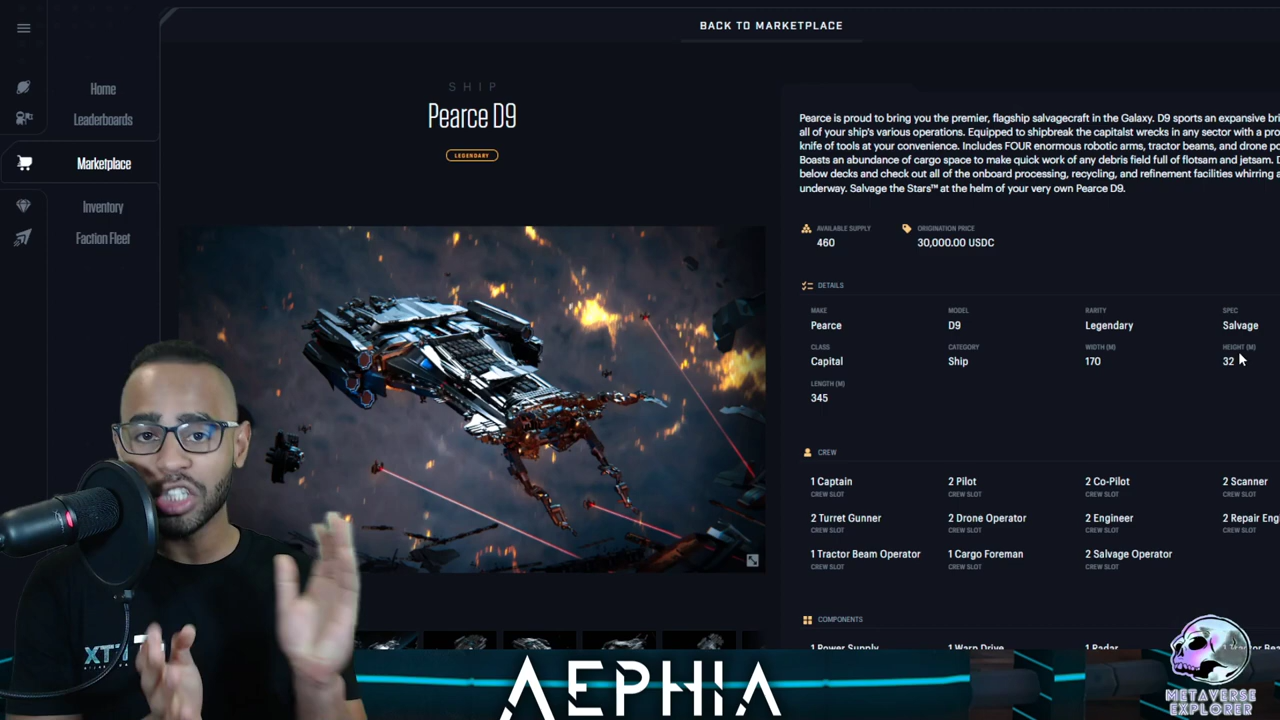 BACK TO MARKETPLACE
Home
Leaderboards
Marketplace
Inventory
Faction Fleet
SHIP
Pearce D9
LEGENDARY
Pearce is proud to bring you the premier, flagship salvagecraft in the Galaxy. D9 sports an expansive
all of your ship's various operations. Equipped to shipbreak the capitalst wrecks in any sector with a
knife of tools at your convenience. Includes FOUR enormous robotic arms, tractor beams, and drone
Boasts an abundance of cargo space to make quick work of any debris field full of flotsam and jetsam.
below decks and check out all of the onboard processing, recycling, and refinement facilities whirring
underway. Salvage the Stars™ at the helm of your very own Pearce D9.
AVAILABLE SUPPLY
460
ORIGINATION PRICE
30,000.00 USDC
DETAILS
MAKE
Pearce
MODEL
D9
RARITY
Legendary
SPEC
Salvage
CLASS
Capital
CATEGORY
Ship
WIDTH (M)
170
HEIGHT (M)
32
LENGTH (M)
345
CREW
1 Captain
CREW SLOT
2 Pilot
CREW SLOT
2 Co-Pilot
CREW SLOT
2 Scanner
CREW SLOT
2 Turret Gunner
CREW SLOT
2 Drone Operator
CREW SLOT
2 Engineer
CREW SLOT
2 Repair Eng
CREW SLOT
1 Tractor Beam Operator
CREW SLOT
1 Cargo Foreman
CREW SLOT
2 Salvage Operator
CREW SLOT
COMPONENTS
1 Power Supply
1 Warp Drive
1 Radar
AEPHIA
METAVERSE
EXPLORER